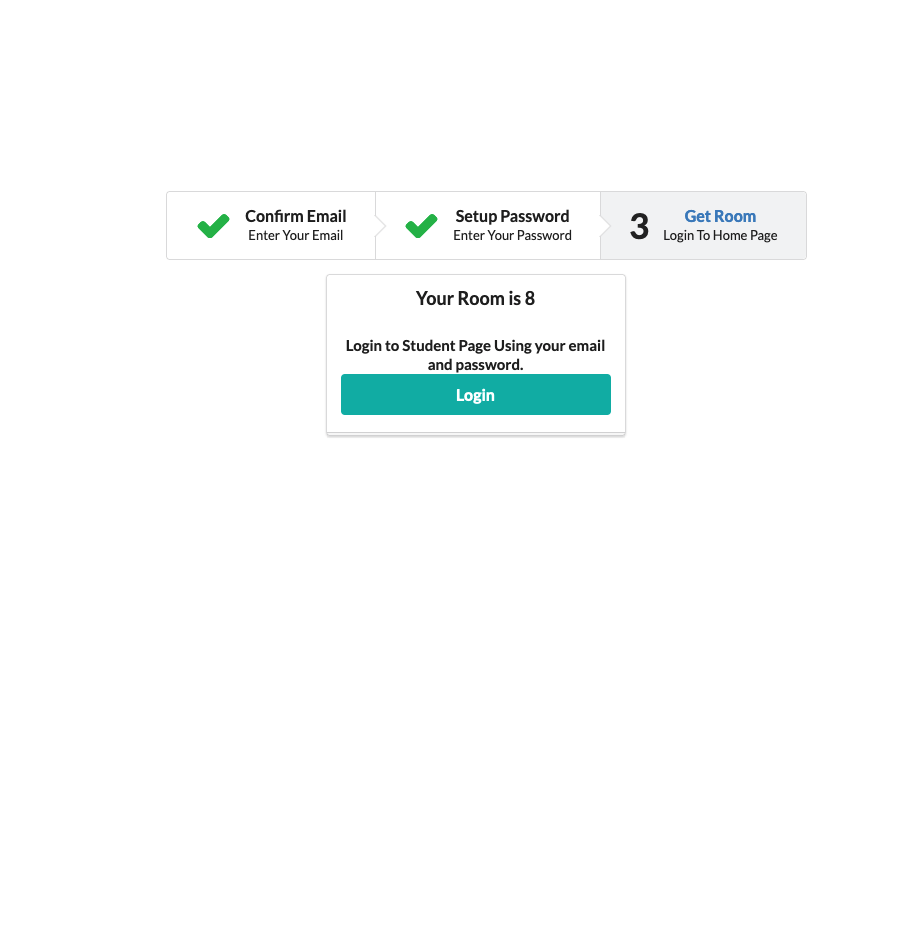 Confirm Email
Enter Your Email
Setup Password
Enter Your Password
3
Get Room
Login To Home Page
Your Room is 8
Login to Student Page Using your email
and password.
Login